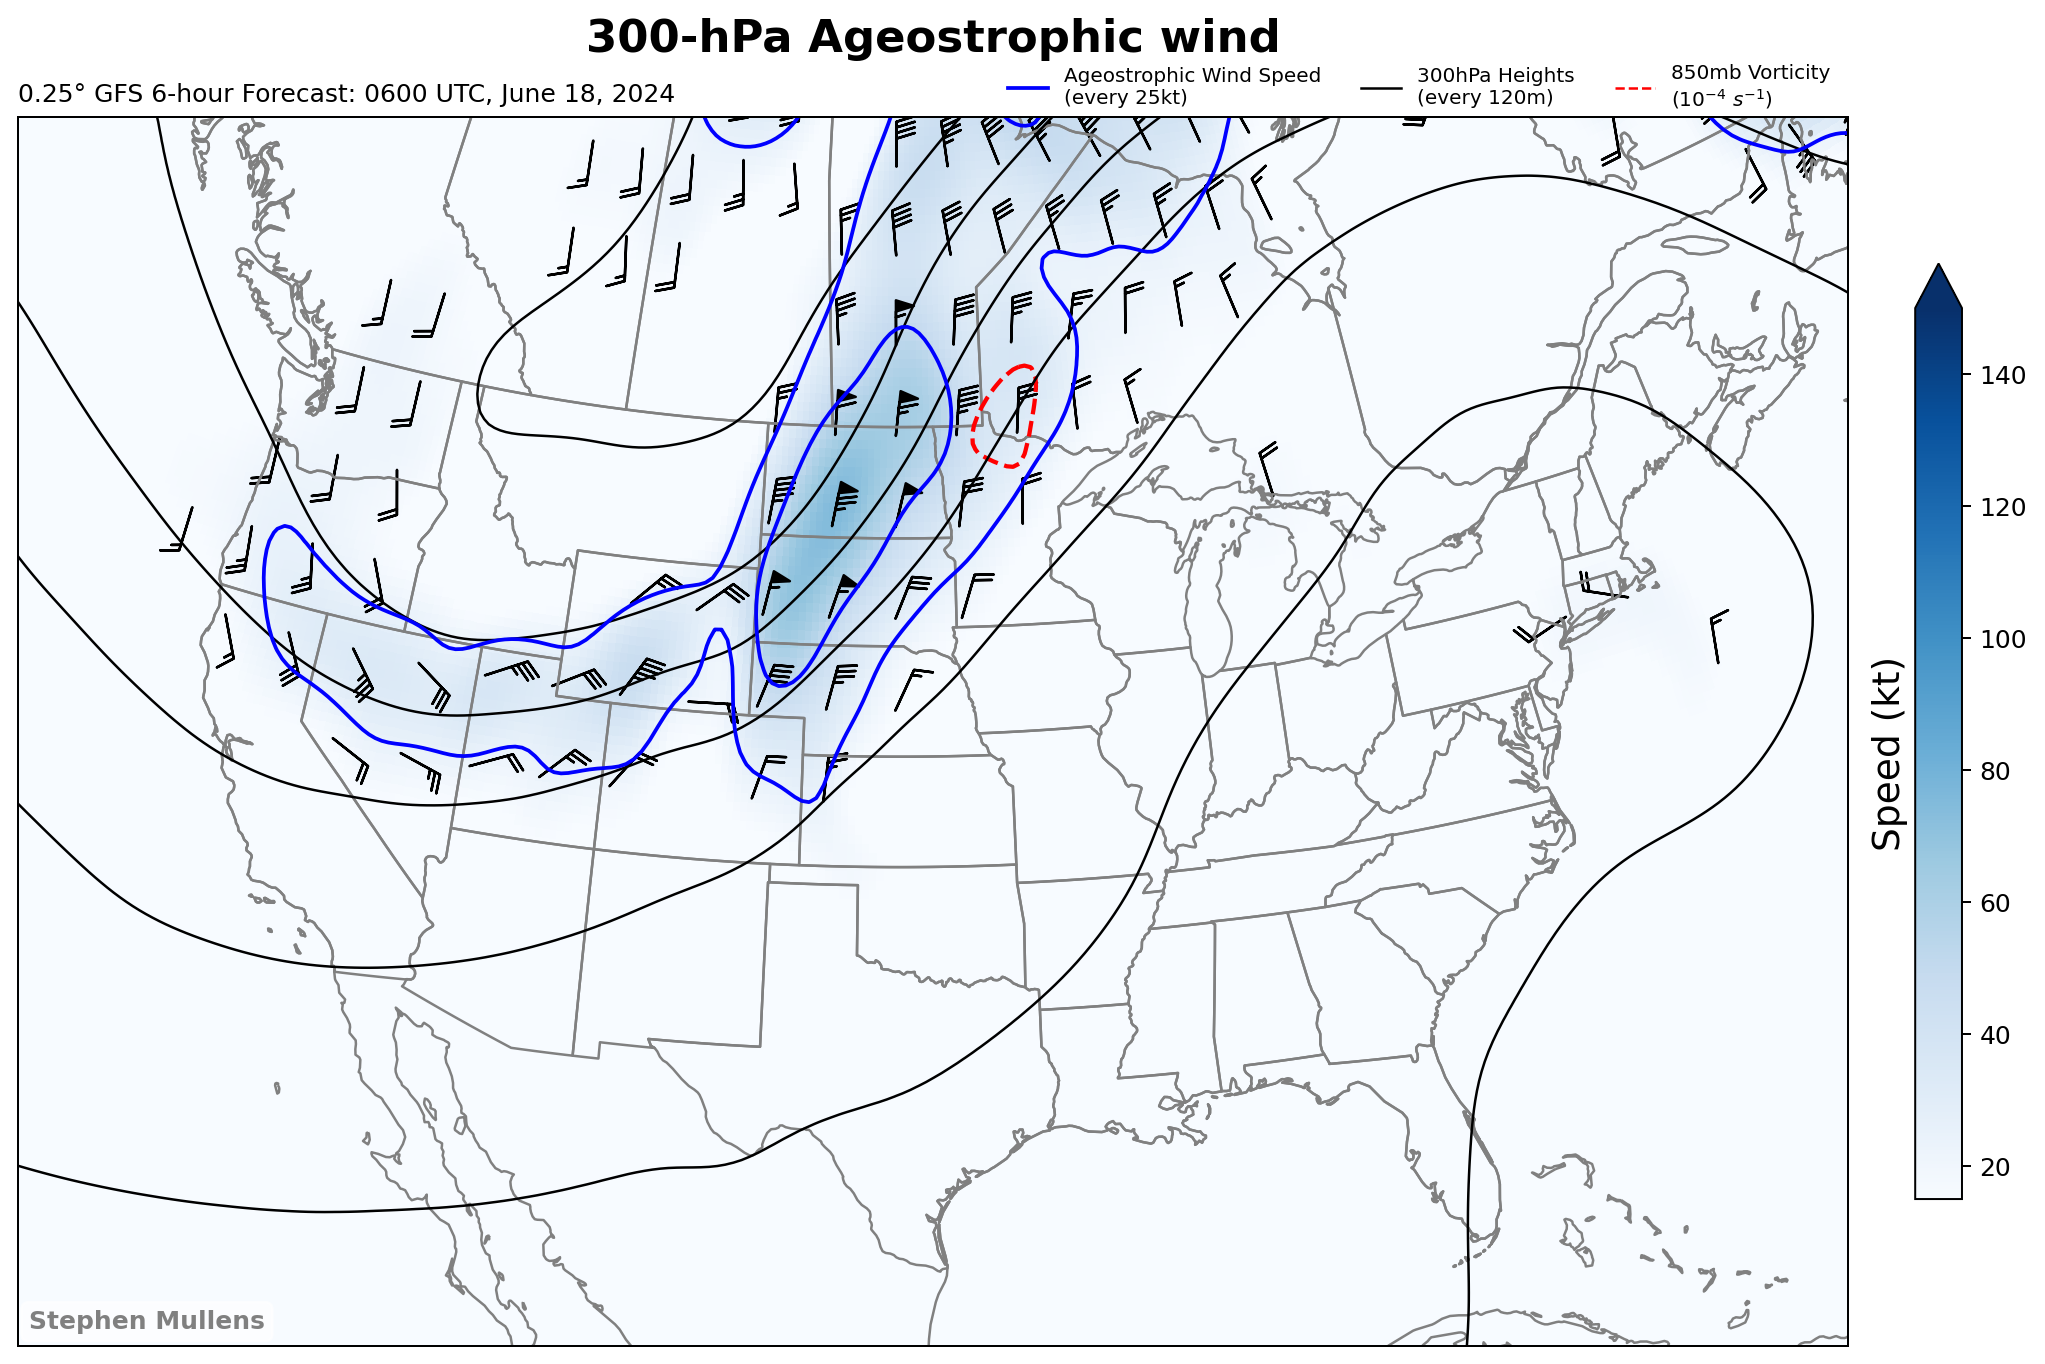 300-hPa Ageostrophic wind
0.25° GFS 6-hour Forecast: 0600 UTC, June 18, 2024
Ageostrophic Wind Speed
(every 25kt)
300hPa Heights
(every 120m)
850mb Vorticity
(10⁻⁴ s⁻¹)
140
120
100
80
60
40
20
Speed (kt)
Stephen Mullens